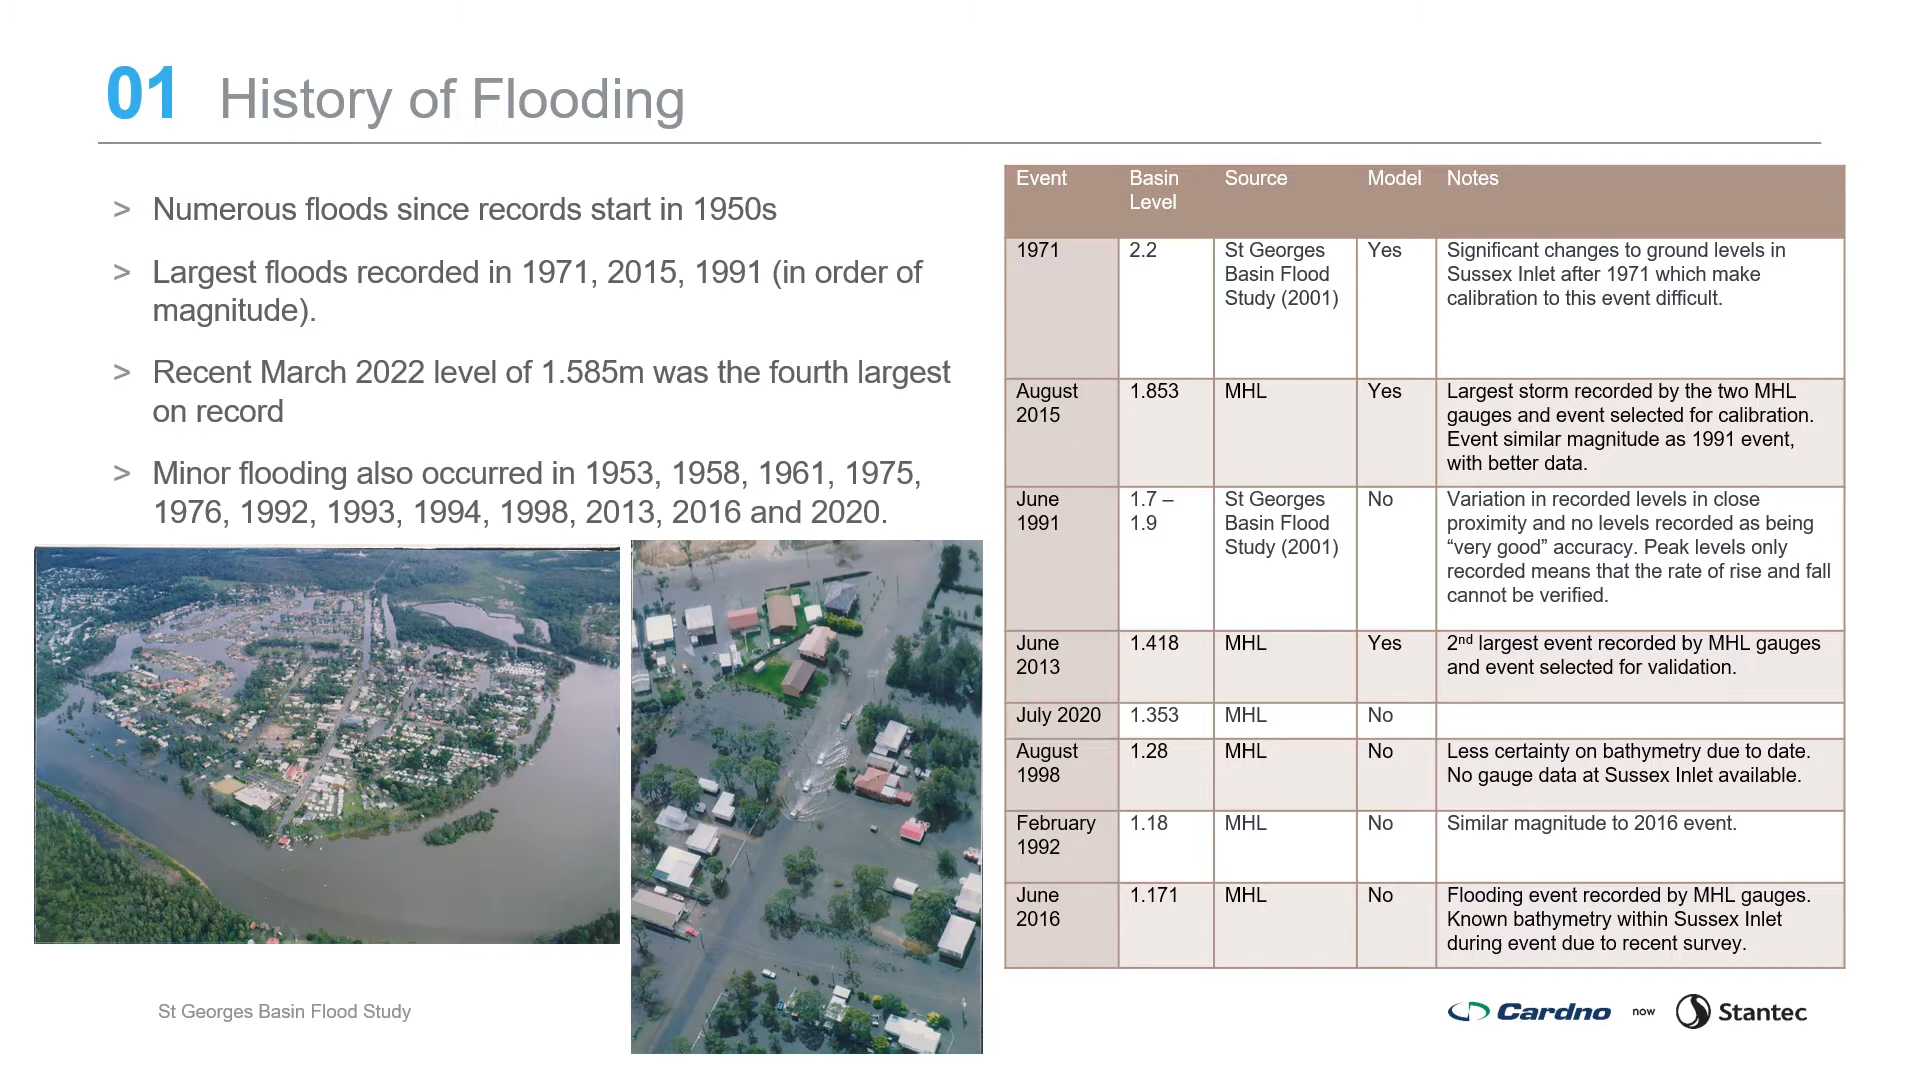 01 History of Flooding
> Numerous floods since records start in 1950s
> Largest floods recorded in 1971, 2015, 1991 (in order of
magnitude).
> Recent March 2022 level of 1.585m was the fourth largest
on record
> Minor flooding also occurred in 1953, 1958, 1961, 1975,
1976, 1992, 1993, 1994, 1998, 2013, 2016 and 2020.
Event Basin Source Model Notes
Level
1971 2.2 St Georges Yes Significant changes to ground levels in
Basin Flood Sussex Inlet after 1971 which make
Study (2001) calibration to this event difficult.
August 1.853 MHL Yes Largest storm recorded by the two MHL
2015 gauges and event selected for calibration.
Event similar magnitude as 1991 event,
with better data.
June 1.7 – St Georges No Variation in recorded levels in close
1991 1.9 Basin Flood proximity and no levels recorded as being
Study (2001) “very good” accuracy. Peak levels only
recorded means that the rate of rise and fall
cannot be verified.
June 1.418 MHL Yes 2nd largest event recorded by MHL gauges
2013 and event selected for validation.
July 2020 1.353 MHL No
August 1.28 MHL No Less certainty on bathymetry due to date.
1998 No gauge data at Sussex Inlet available.
February 1.18 MHL No Similar magnitude to 2016 event.
1992
June 1.171 MHL No Flooding event recorded by MHL gauges.
2016 Known bathymetry within Sussex Inlet
during event due to recent survey.
St Georges Basin Flood Study
Cardno now Stantec